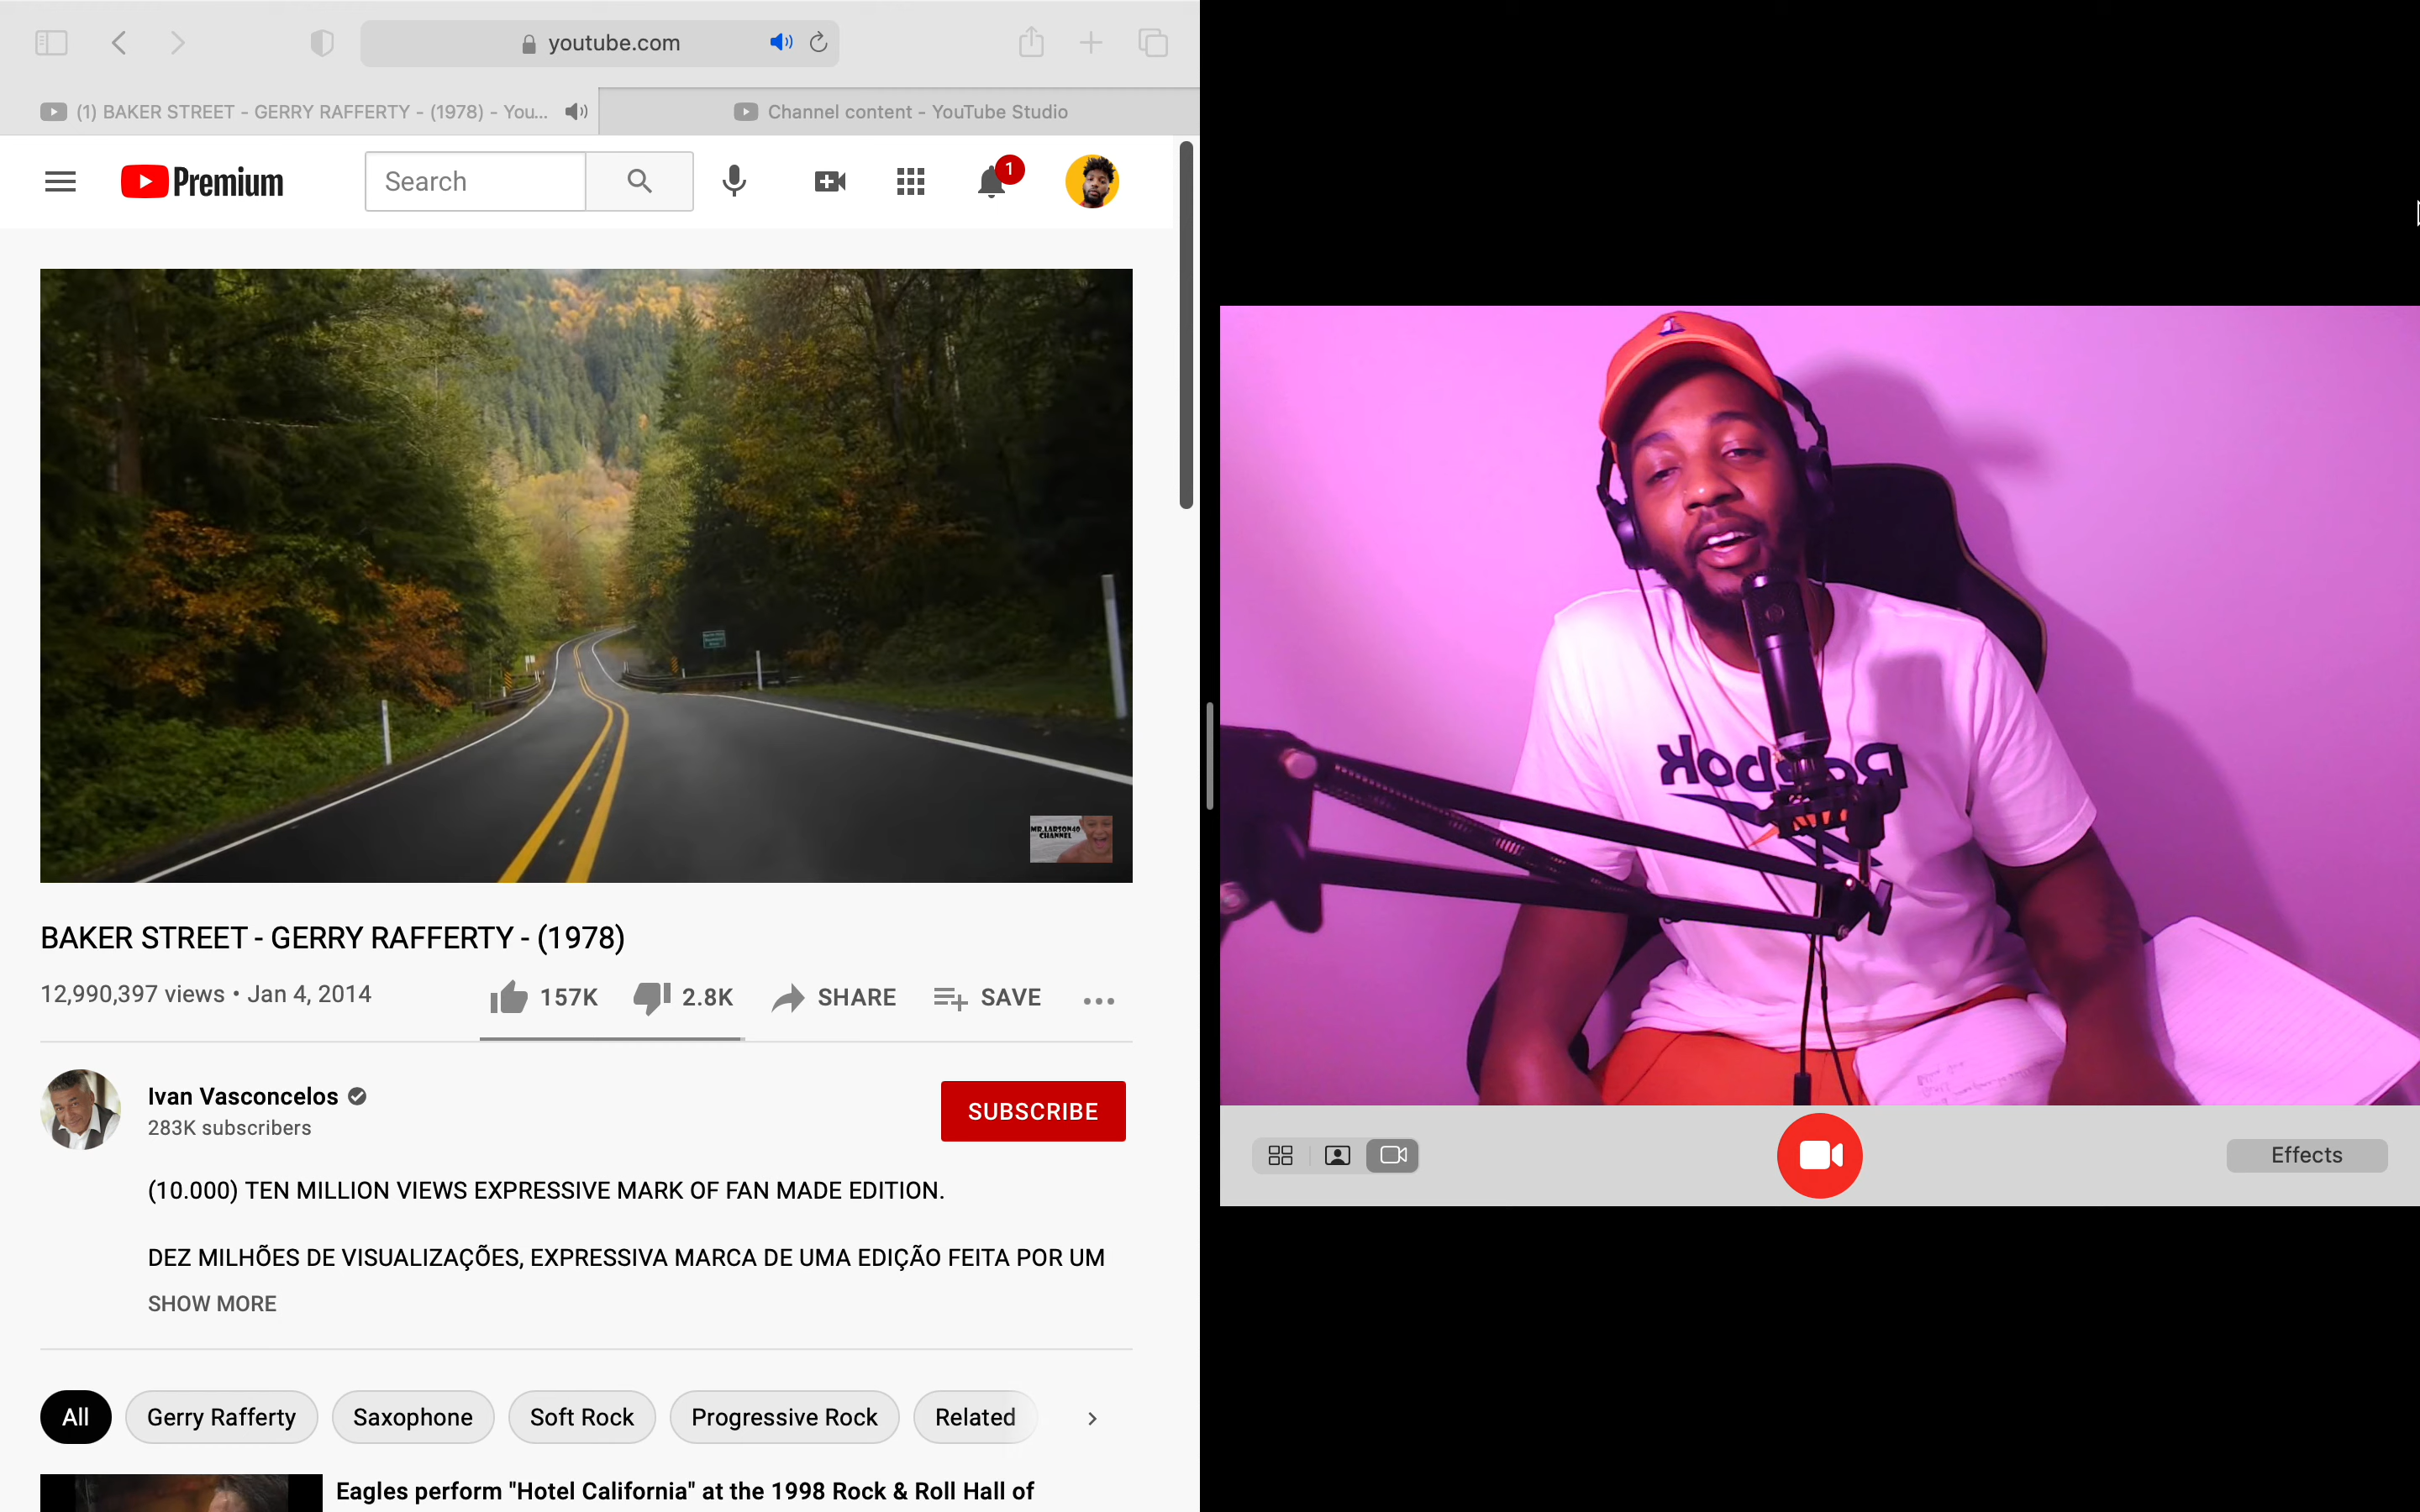 youtube.com
(1) BAKER STREET - GERRY RAFFERTY - (1978) - You...
Channel content - YouTube Studio
Premium
Search
1
MR.LARSON40
CHANNEL
Reebok
BAKER STREET - GERRY RAFFERTY - (1978)
12,990,397 views • Jan 4, 2014
157K
2.8K
SHARE
SAVE
Ivan Vasconcelos
283K subscribers
SUBSCRIBE
Effects
(10.000) TEN MILLION VIEWS EXPRESSIVE MARK OF FAN MADE EDITION.
DEZ MILHÕES DE VISUALIZAÇÕES, EXPRESSIVA MARCA DE UMA EDIÇÃO FEITA POR UM
SHOW MORE
All
Gerry Rafferty
Saxophone
Soft Rock
Progressive Rock
Related
Eagles perform "Hotel California" at the 1998 Rock & Roll Hall of